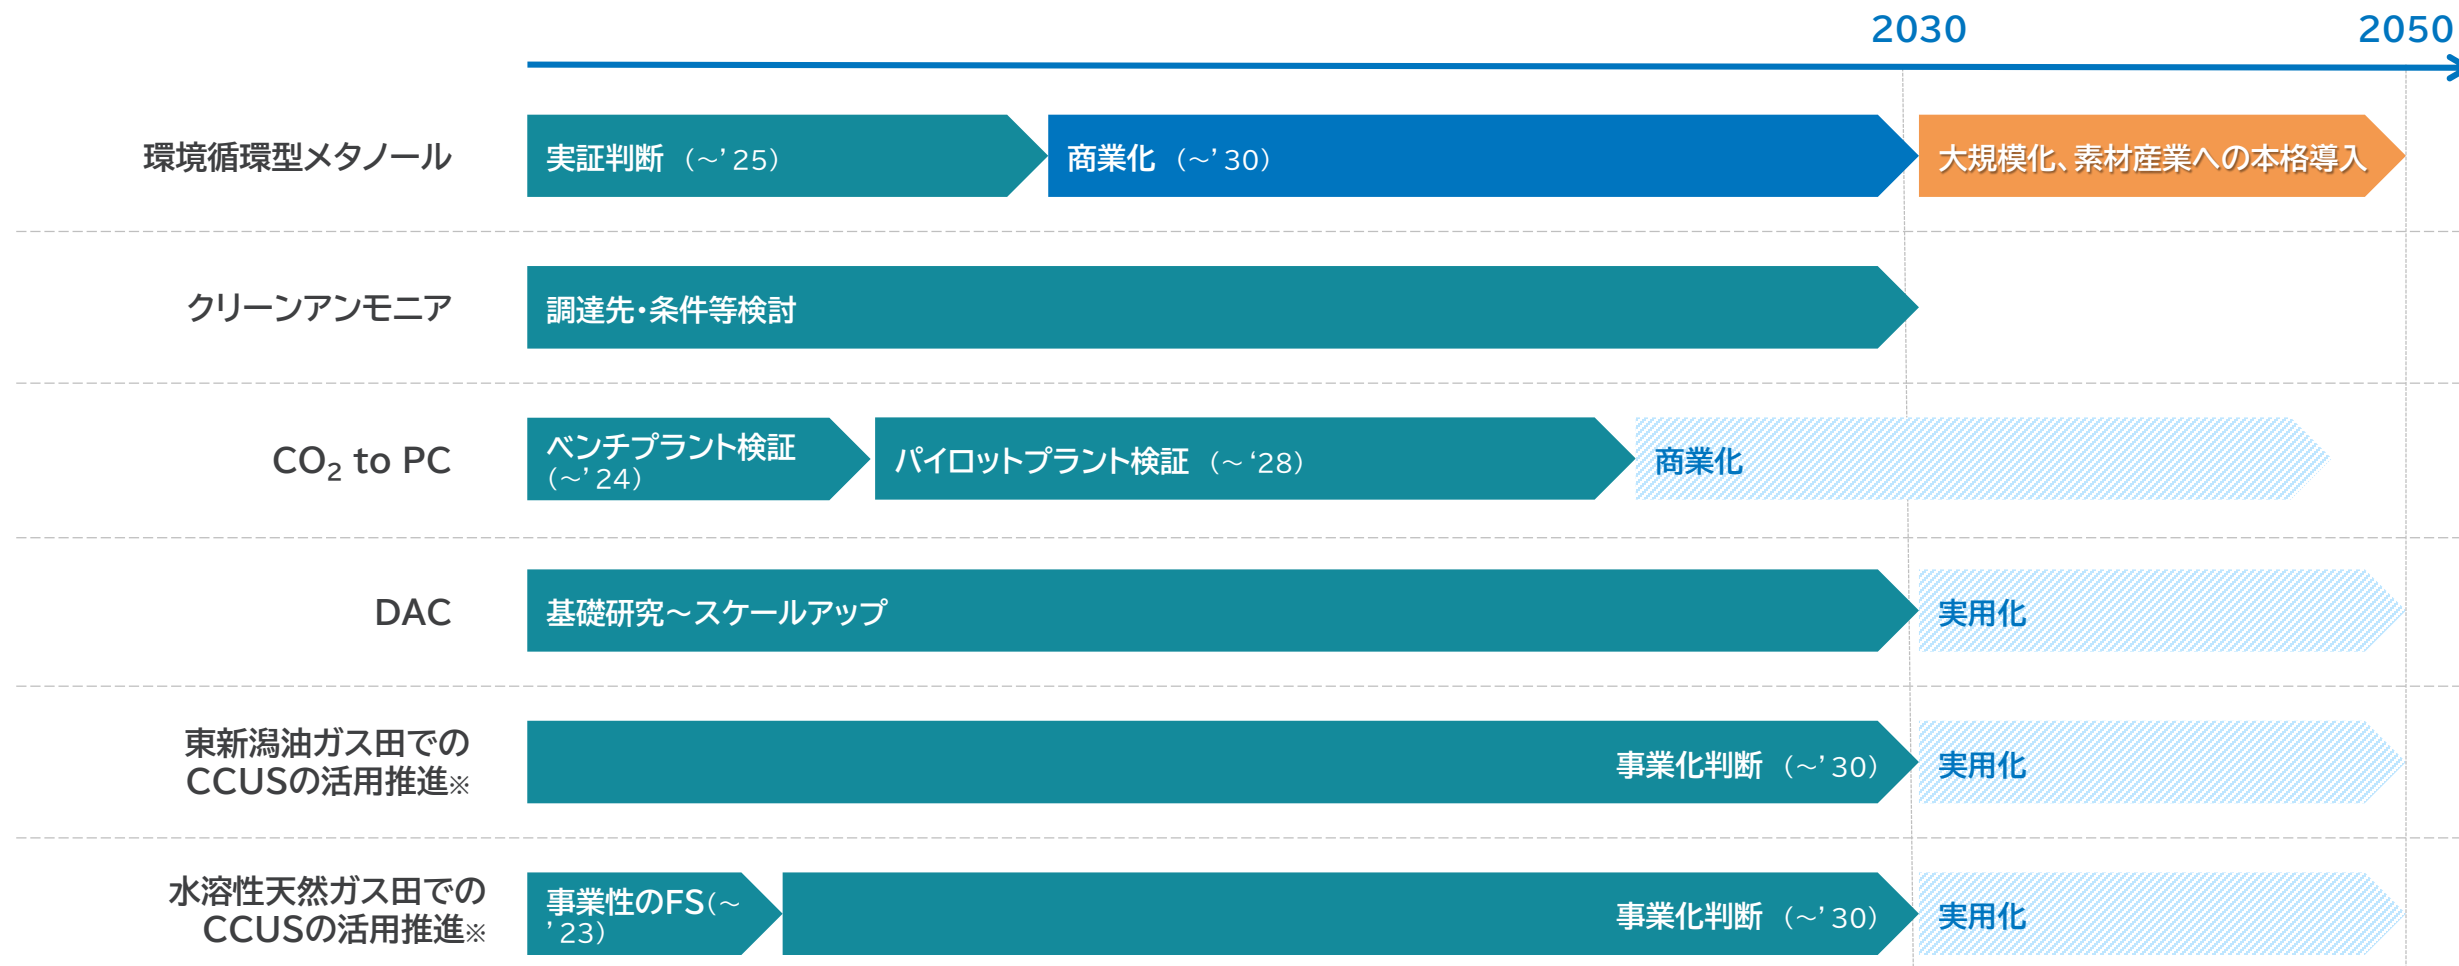 2030 2050
環境循環型メタノール
実証判断 (～’25)
商業化 (～’30)
大規模化、素材産業への本格導入
クリーンアンモニア
調達先・条件等検討
CO₂ to PC
ベンチプラント検証
(～’24)
パイロットプラント検証 (～‘28)
商業化
DAC
基礎研究～スケールアップ
実用化
東新潟油ガス田での
CCUSの活用推進※
事業化判断 (～’30)
実用化
水溶性天然ガス田での
CCUSの活用推進※
事業性のFS(～
’23)
事業化判断 (～’30)
実用化